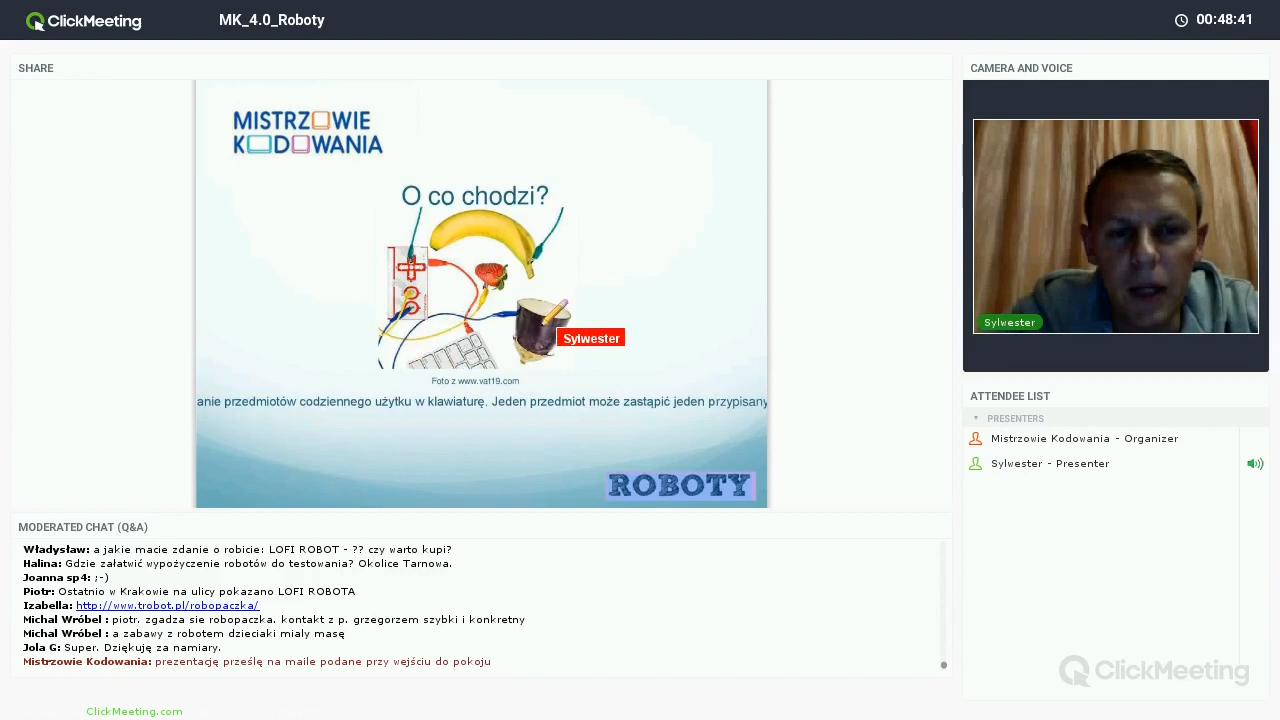 ClickMeeting
MK_4.0_Roboty
00:48:41
SHARE
MISTRZOWIE
KODOWANIA
O co chodzi?
Sylwester
Foto z www.vat19.com
anie przedmiotów codziennego użytku w klawiaturę. Jeden przedmiot może zastąpić jeden przypisany
ROBOTY
CAMERA AND VOICE
Sylwester
ATTENDEE LIST
PRESENTERS
Mistrzowie Kodowania - Organizer
Sylwester - Presenter
MODERATED CHAT (Q&A)
Władysław: a jakie macie zdanie o robicie: LOFI ROBOT - ?? czy warto kupi?
Halina: Gdzie załatwić wypożyczenie robotów do testowania? Okolice Tarnowa.
Joanna sp4: ;-)
Piotr: Ostatnio w Krakowie na ulicy pokazano LOFI ROBOTA
Izabella: http://www.trobot.pl/robopaczka/
Michal Wróbel : piotr. zgadza sie robopaczka. kontakt z p. grzegorzem szybki i konkretny
Michal Wróbel : a zabawy z robotem dzieciaki mialy masę
Jola G: Super. Dziękuję za namiary.
Mistrzowie Kodowania: prezentację prześlę na maile podane przy wejściu do pokoju
ClickMeeting
ClickMeeting.com